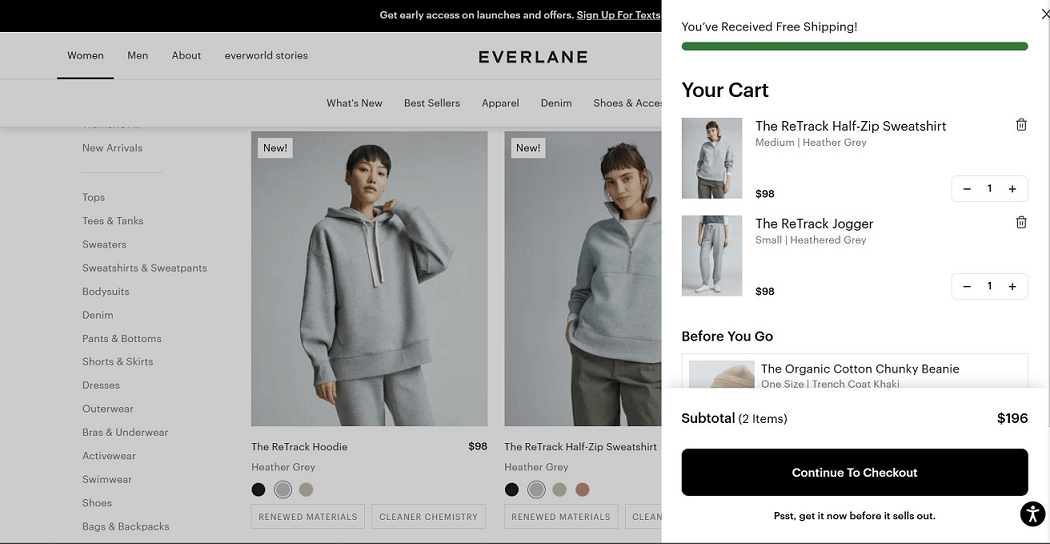 Get early access on launches and offers. Sign Up For Texts
Women
Men
About
everworld stories
EVERLANE
What's New
Best Sellers
Apparel
Denim
Shoes &
New Arrivals
Tops
Tees & Tanks
Sweaters
Sweatshirts & Sweatpants
Bodysuits
Denim
Pants & Bottoms
Shorts & Skirts
Dresses
Outerwear
Bras & Underwear
Activewear
Swimwear
Shoes
Bags & Backpacks
New!
The ReTrack Hoodie
$98
Heather Grey
RENEWED MATERIALS
CLEANER CHEMISTRY
New!
The ReTrack Half-Zip Sweatshirt
Heather Grey
RENEWED MATERIALS
You've Received Free Shipping!
Your Cart
The ReTrack Half-Zip Sweatshirt
Medium | Heather Grey
$98
− 1 +
The ReTrack Jogger
Small | Heathered Grey
$98
− 1 +
Before You Go
The Organic Cotton Chunky Beanie
One Size | Trench Coat Khaki
Subtotal (2 Items)
$196
Continue To Checkout
Psst, get it now before it sells out.